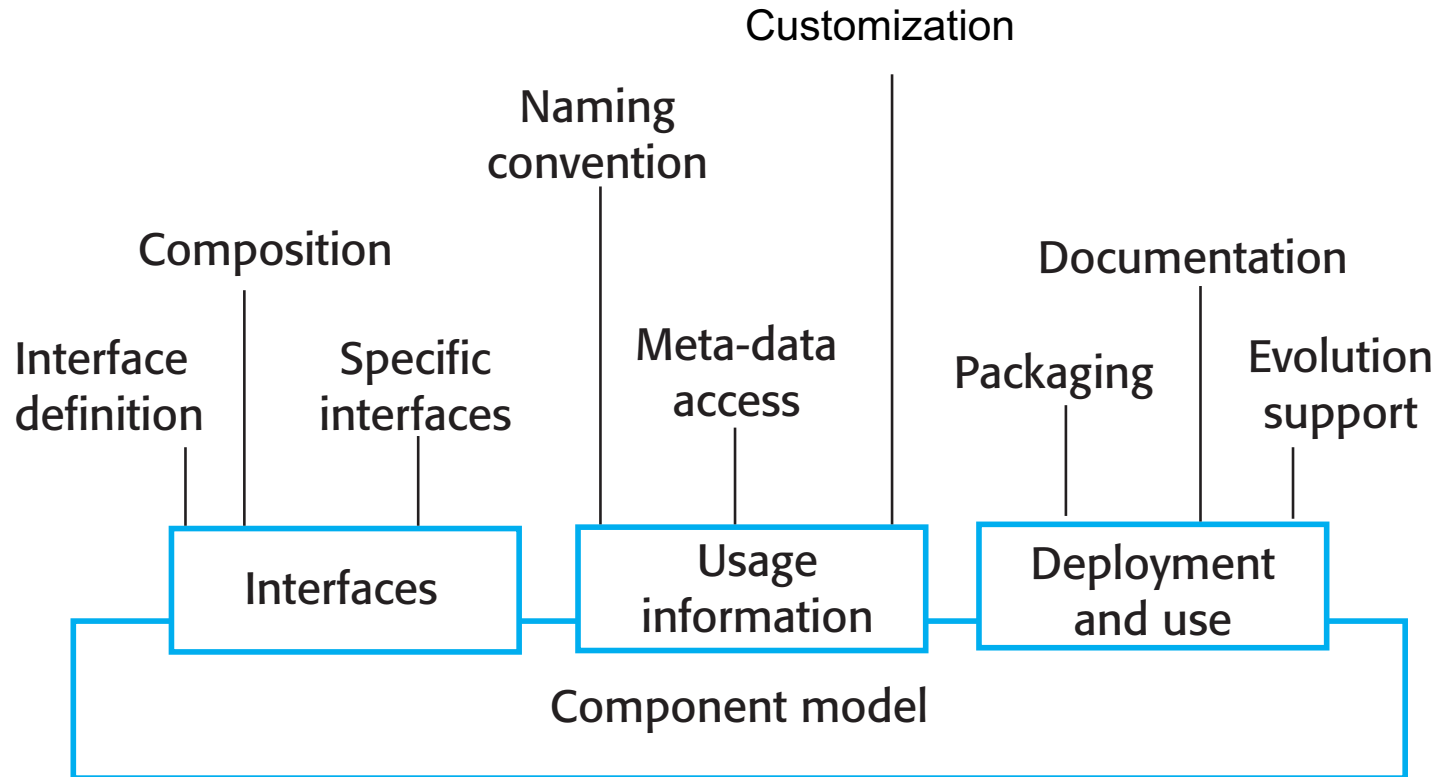 Customization
Naming
convention
Composition
Documentation
Interface
definition
Specific
interfaces
Meta-data
access
Packaging
Evolution
support
Interfaces
Usage
information
Deployment
and use
Component model